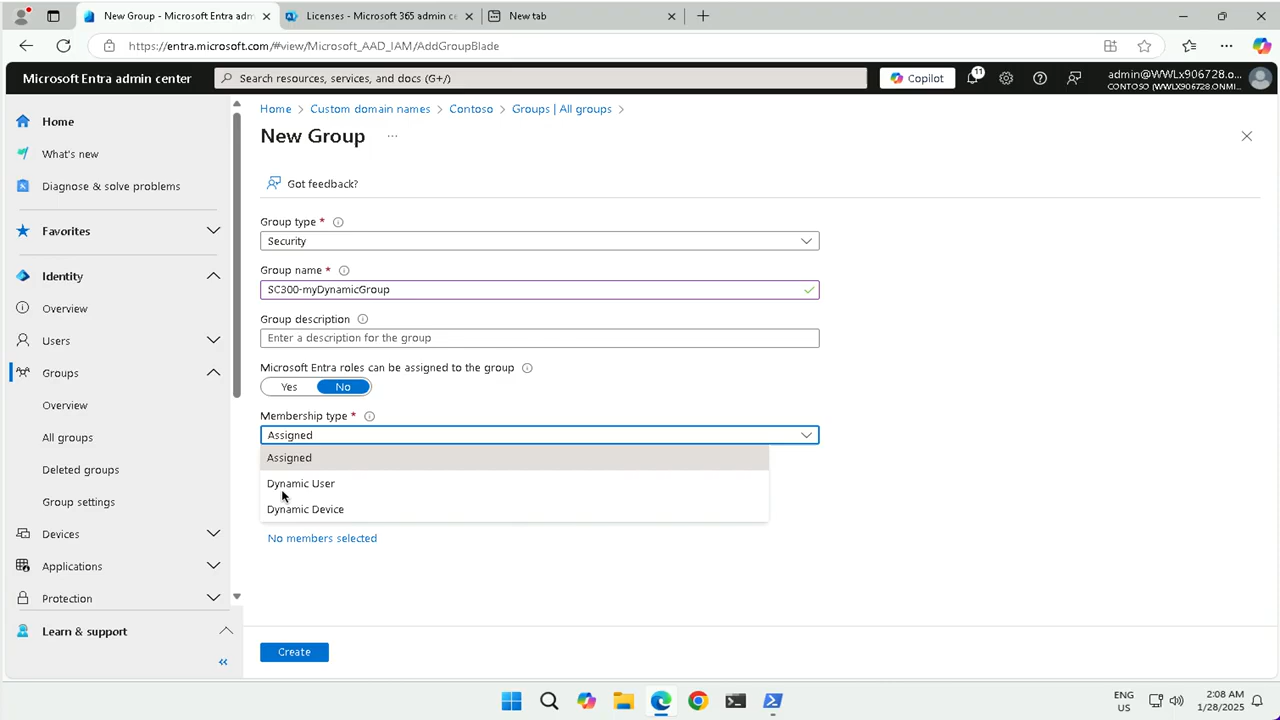 New Group - Microsoft Entra adm
Licenses - Microsoft 365 admin ce
New tab
https://entra.microsoft.com/#view/Microsoft_AAD_IAM/AddGroupBlade
Microsoft Entra admin center
Search resources, services, and docs (G+/)
Copilot
11
admin@WWLx906728.o...
CONTOSO (WWLX906728.ONMI...
Home
What's new
Diagnose & solve problems
Favorites
Identity
Overview
Users
Groups
Overview
All groups
Deleted groups
Group settings
Devices
Applications
Protection
Learn & support
Home > Custom domain names > Contoso > Groups | All groups >
New Group ...
Got feedback?
Group type *
Security
Group name *
SC300-myDynamicGroup
Group description
Enter a description for the group
Microsoft Entra roles can be assigned to the group
Yes No
Membership type *
Assigned
Assigned
Dynamic User
Dynamic Device
No members selected
Create
ENG
US
2:08 AM
1/28/2025